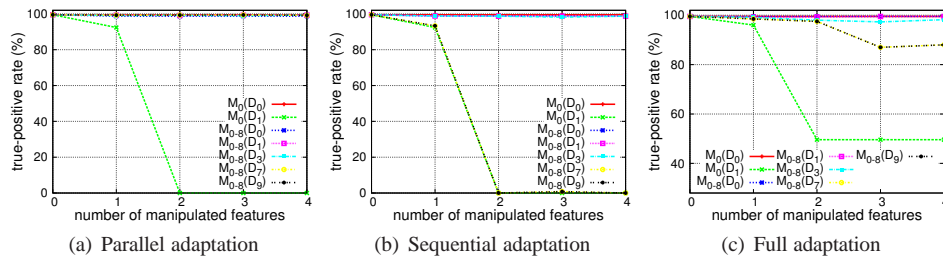 true-positive rate (%)
100
80
60
40
20
0
0 1 2 3 4
number of manipulated features
M0(D0)
M0(D1)
M0-8(D0)
M0-8(D1)
M0-8(D3)
M0-8(D7)
M0-8(D9)
(a) Parallel adaptation
true-positive rate (%)
100
80
60
40
20
0
0 1 2 3 4
number of manipulated features
M0(D0)
M0(D1)
M0-8(D0)
M0-8(D1)
M0-8(D3)
M0-8(D7)
M0-8(D9)
(b) Sequential adaptation
true-positive rate (%)
100
80
60
40
0 1 2 3 4
number of manipulated features
M0(D0) M0-8(D1) M0-8(D9)
M0(D1) M0-8(D3)
M0-8(D0) M0-8(D7)
(c) Full adaptation